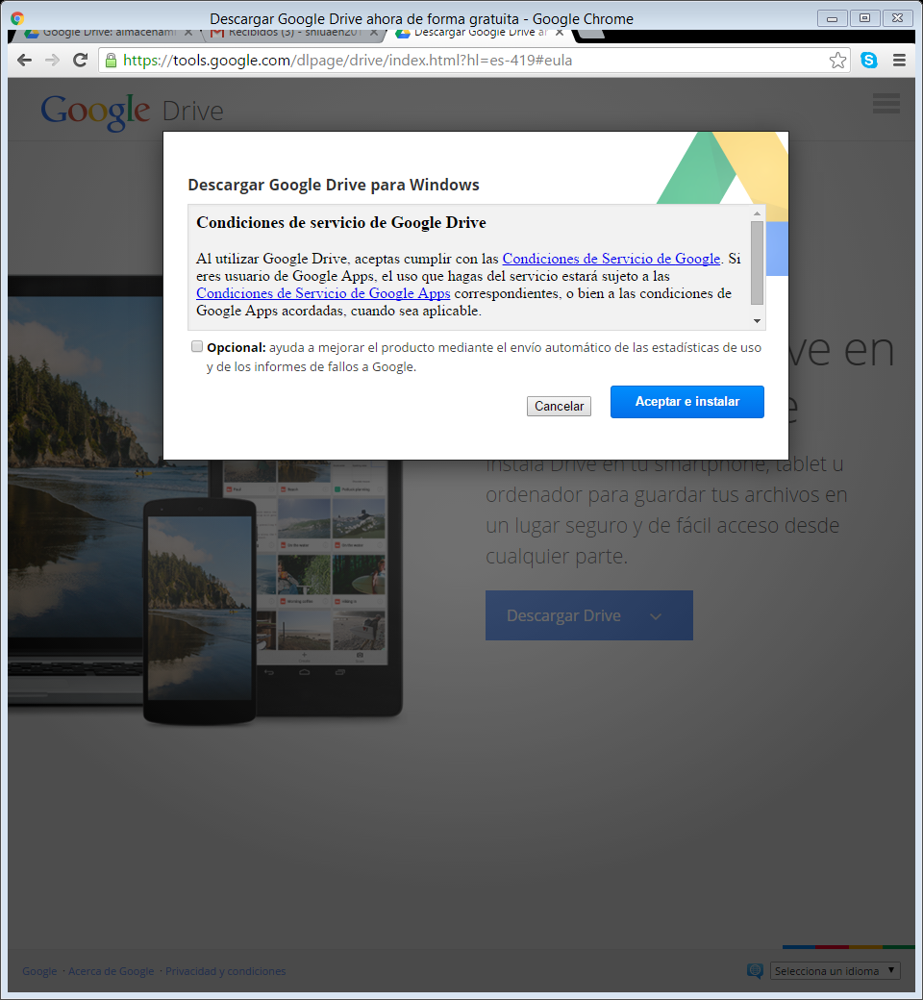 Descargar Google Drive ahora de forma gratuita - Google Chrome
Google Drive: almacenami
Recibidos (3) - shiuaen201
Descargar Google Drive a
https://tools.google.com/dlpage/drive/index.html?hl=es-419#eula
Google Drive
Descargar Google Drive para Windows
Condiciones de servicio de Google Drive
Al utilizar Google Drive, aceptas cumplir con las Condiciones de Servicio de Google. Si
eres usuario de Google Apps, el uso que hagas del servicio estará sujeto a las
Condiciones de Servicio de Google Apps correspondientes, o bien a las condiciones de
Google Apps acordadas, cuando sea aplicable.
Opcional: ayuda a mejorar el producto mediante el envío automático de las estadísticas de uso
y de los informes de fallos a Google.
Cancelar
Aceptar e instalar
ve en
e
Instala Drive en tu smartphone, tablet u
ordenador para guardar tus archivos en
un lugar seguro y de fácil acceso desde
cualquier parte.
Descargar Drive
Google · Acerca de Google · Privacidad y condiciones
Selecciona un idioma